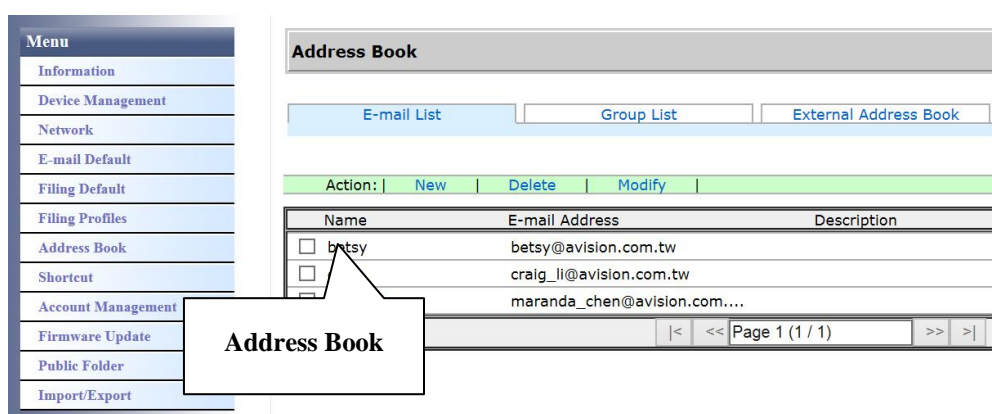 Menu
Information
Device Management
Network
E-mail Default
Filing Default
Filing Profiles
Address Book
Shortcut
Account Management
Firmware Update
Public Folder
Import/Export
Address Book
E-mail List Group List External Address Book
Action: | New | Delete | Modify |
Name E-mail Address Description
betsy betsy@avision.com.tw
craig_li@avision.com.tw
maranda_chen@avision.com....
|< << Page 1 (1 / 1) >> >|
Address Book